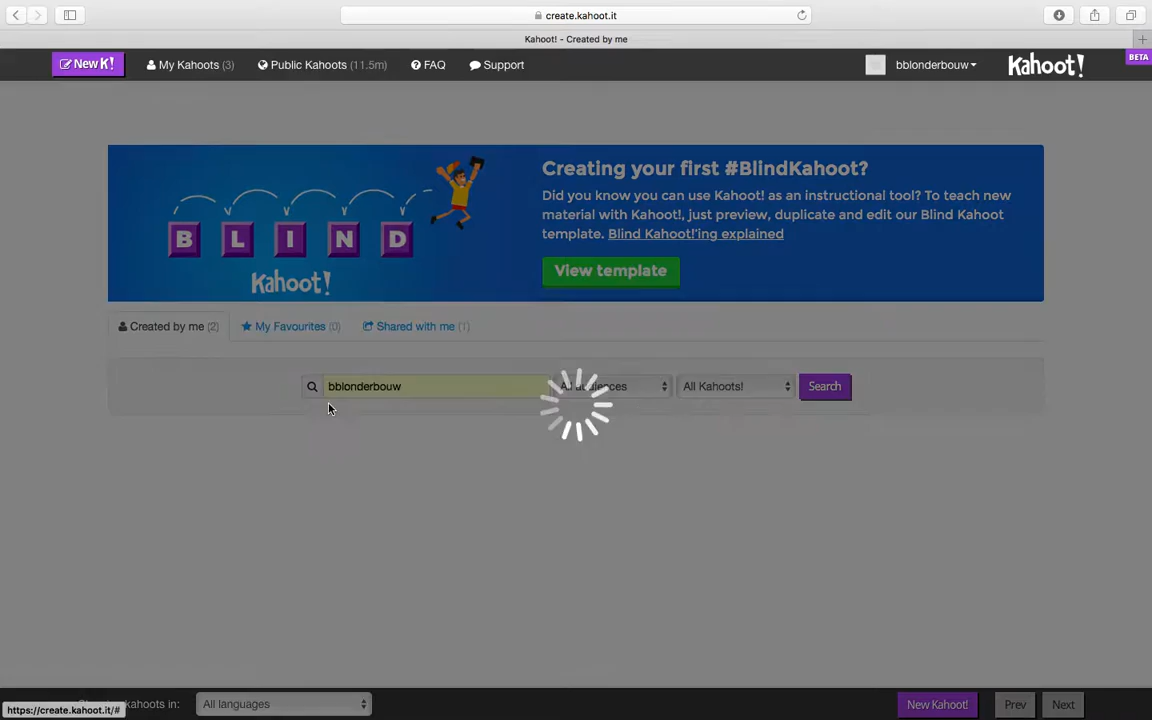 create.kahoot.it
Kahoot! - Created by me
New K!
My Kahoots (3)
Public Kahoots (11.5m)
FAQ
Support
bblonderbouw
Kahoot!
BETA
BLIND
Kahoot!
Creating your first #BlindKahoot?
Did you know you can use Kahoot! as an instructional tool? To teach new
material with Kahoot!, just preview, duplicate and edit our Blind Kahoot
template. Blind Kahoot!'ing explained
View template
Created by me (2)
My Favourites (0)
Shared with me (1)
bblonderbouw
All audiences
All Kahoots!
Search
kahoots in:
All languages
New Kahoot!
Prev
Next
https://create.kahoot.it/#